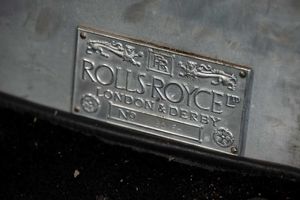 RR
ROLLS-ROYCE LTD
LONDON & DERBY
No